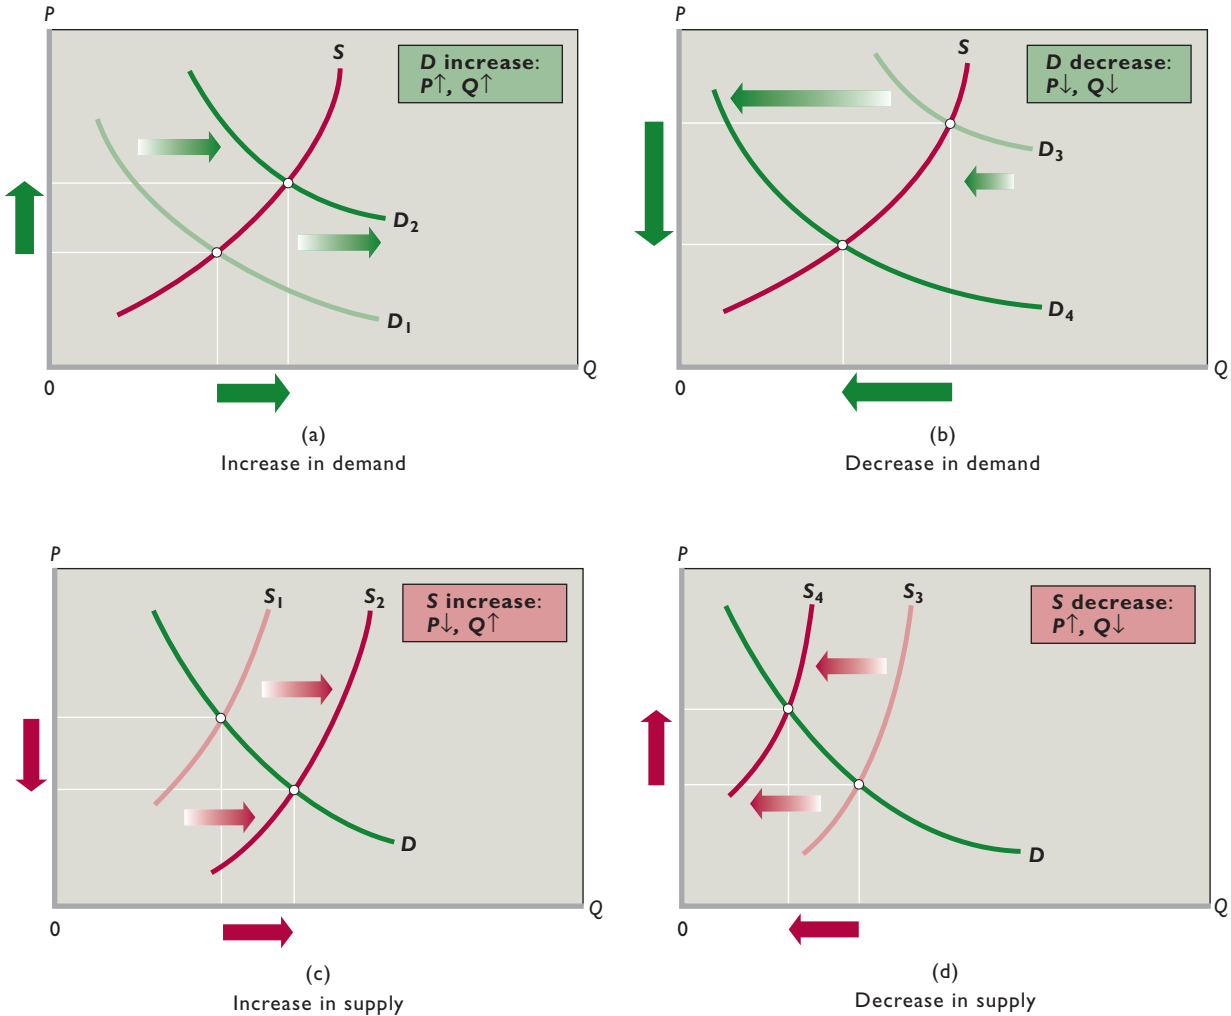 P
S
D increase:
P↑, Q↑
D₂
D₁
Q
0
(a)
Increase in demand
P
S
D decrease:
P↓, Q↓
D₃
D₄
Q
0
(b)
Decrease in demand
P
S₁
S₂
S increase:
P↓, Q↑
D
Q
0
(c)
Increase in supply
P
S₄
S₃
S decrease:
P↑, Q↓
D
Q
0
(d)
Decrease in supply